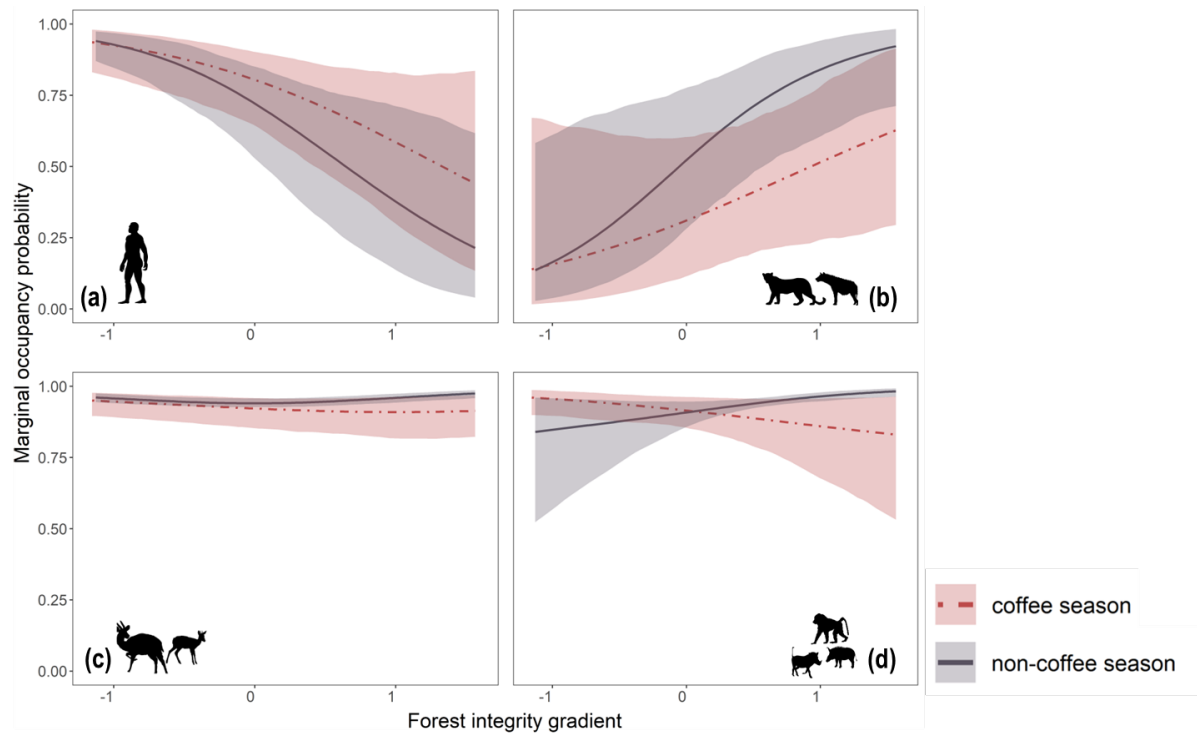 1.00
0.75
0.50
0.25
0.00
(a)
(b)
-1
0
1
-1
0
1
Marginal occupancy probability
1.00
0.75
0.50
0.25
0.00
(c)
(d)
-1
0
1
-1
0
1
Forest integrity gradient
coffee season
non-coffee season